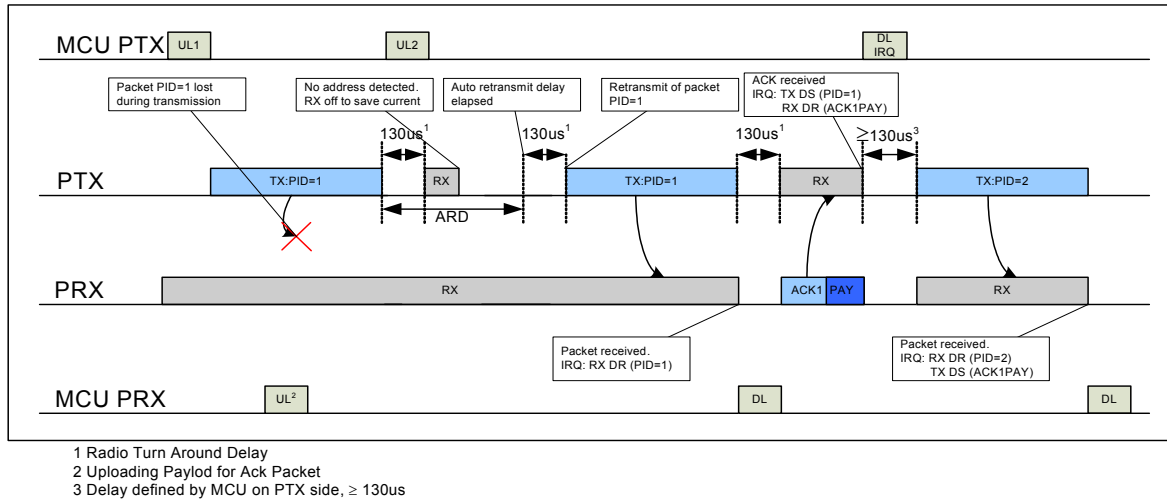 MCU PTX
UL1
UL2
DL
IRQ
Packet PID=1 lost
during transmission
No address detected.
RX off to save current
Auto retransmit delay
elapsed
Retransmit of packet
PID=1
ACK received
IRQ: TX DS (PID=1)
RX DR (ACK1PAY)
130us¹
130us¹
130us¹
≥130us³
PTX
TX:PID=1
RX
TX:PID=1
RX
TX:PID=2
ARD
PRX
RX
ACK1
PAY
RX
Packet received.
IRQ: RX DR (PID=1)
Packet received.
IRQ: RX DR (PID=2)
TX DS (ACK1PAY)
MCU PRX
UL²
DL
DL
1 Radio Turn Around Delay
2 Uploading Paylod for Ack Packet
3 Delay defined by MCU on PTX side, ≥ 130us